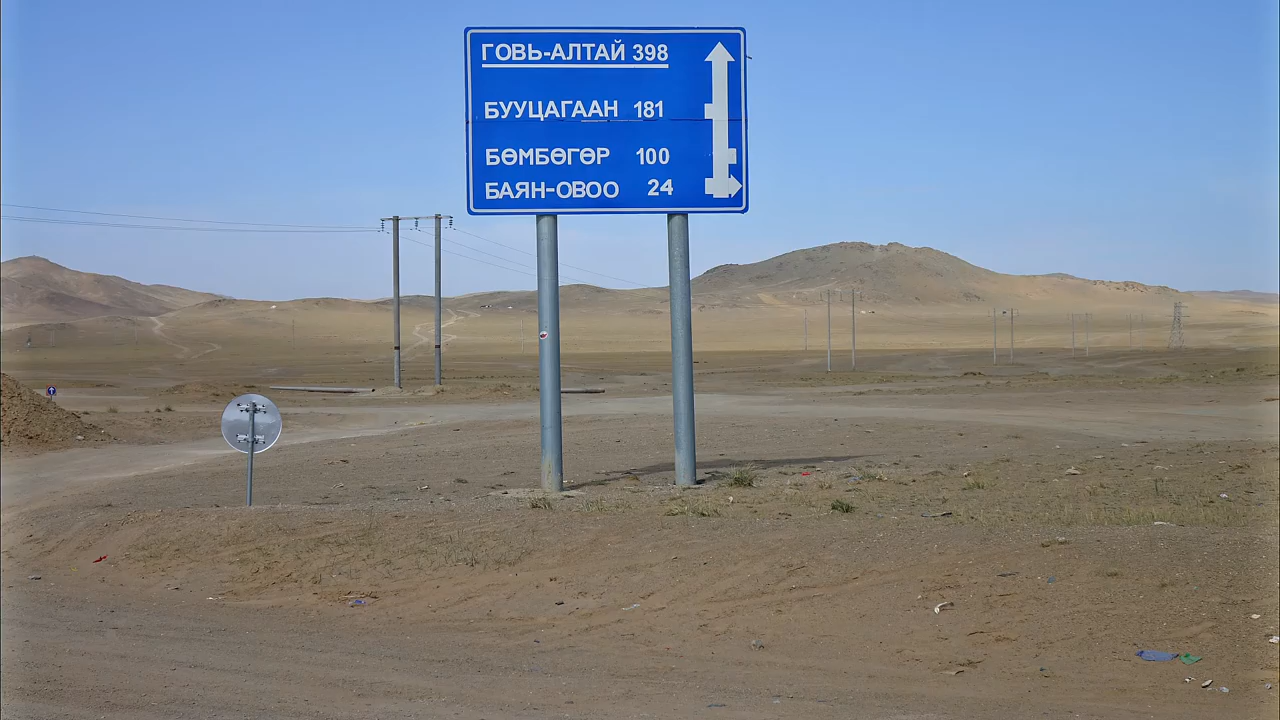 ГОВЬ-АЛТАЙ 398
БУУЦАГААН 181
БӨМБӨГӨР 100
БАЯН-ОВОО 24